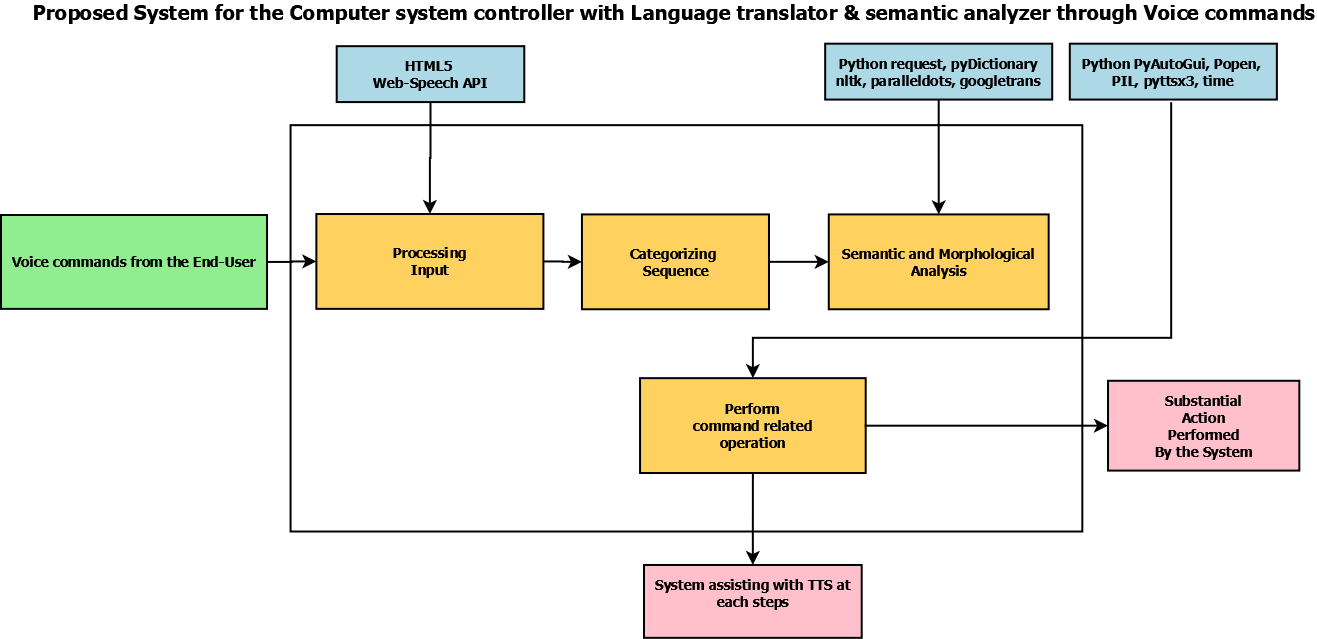 Proposed System for the Computer system controller with Language translator & semantic analyzer through Voice commands
HTML5
Web-Speech API
Python request, pyDictionary
nltk, paralleldots, googletrans
Python PyAutoGui, Popen,
PIL, pyttsx3, time
Voice commands from the End-User
Processing
Input
Categorizing
Sequence
Semantic and Morphological
Analysis
Perform
command related
operation
Substantial
Action
Performed
By the System
System assisting with TTS at
each steps